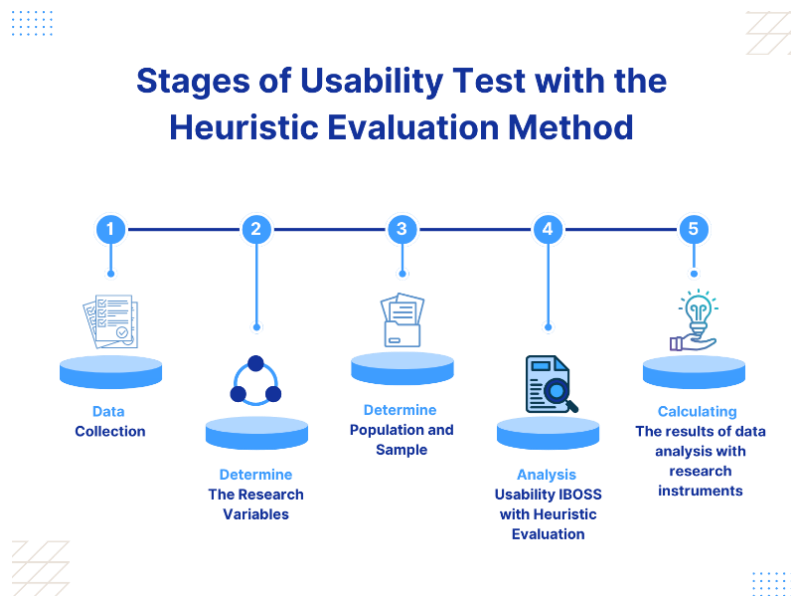 Stages of Usability Test with the
Heuristic Evaluation Method
1
2
3
4
5
Data
Collection
Determine
The Research
Variables
Determine
Population and
Sample
Analysis
Usability IBOSS
with Heuristic
Evaluation
Calculating
The results of data
analysis with
research
instruments